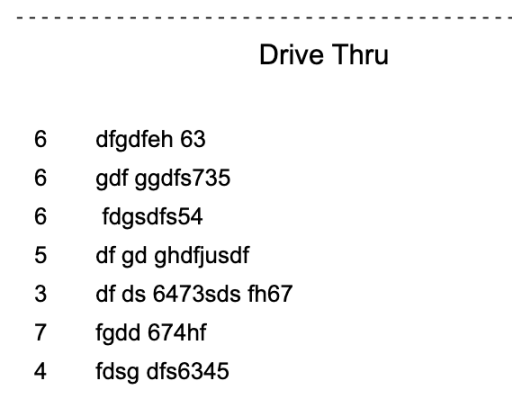 Drive Thru
6 dfgdfeh 63
6 gdf ggdfs735
6 fdgsdfs54
5 df gd ghdfjusdf
3 df ds 6473sds fh67
7 fgdd 674hf
4 fdsg dfs6345